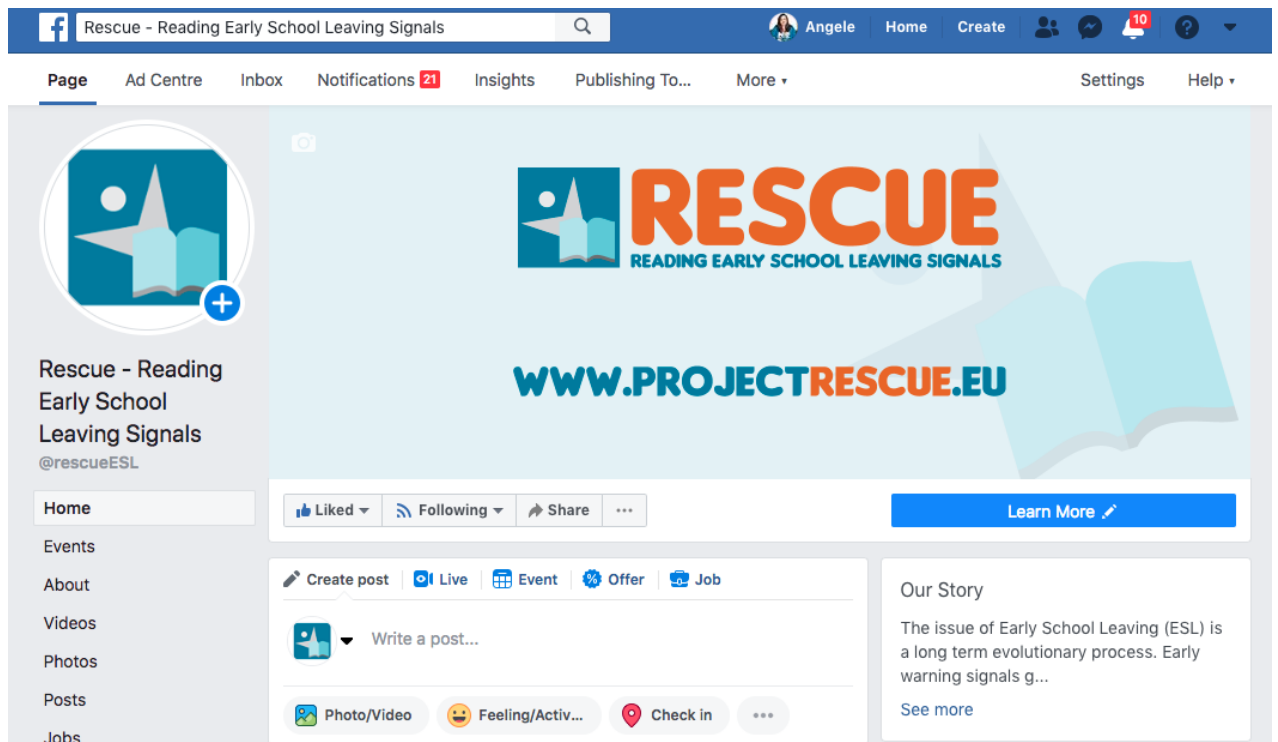 Rescue - Reading Early School Leaving Signals
Angele Home Create 10
Page Ad Centre Inbox Notifications 21 Insights Publishing To... More Settings Help
RESCUE
READING EARLY SCHOOL LEAVING SIGNALS
WWW.PROJECTRESCUE.EU
Rescue - Reading
Early School
Leaving Signals
@rescueESL
Home
Events
About
Videos
Photos
Posts
Jobs
Liked Following Share ...
Learn More
Create post Live Event Offer Job
Write a post...
Photo/Video Feeling/Activ... Check in ...
Our Story
The issue of Early School Leaving (ESL) is
a long term evolutionary process. Early
warning signals g...
See more